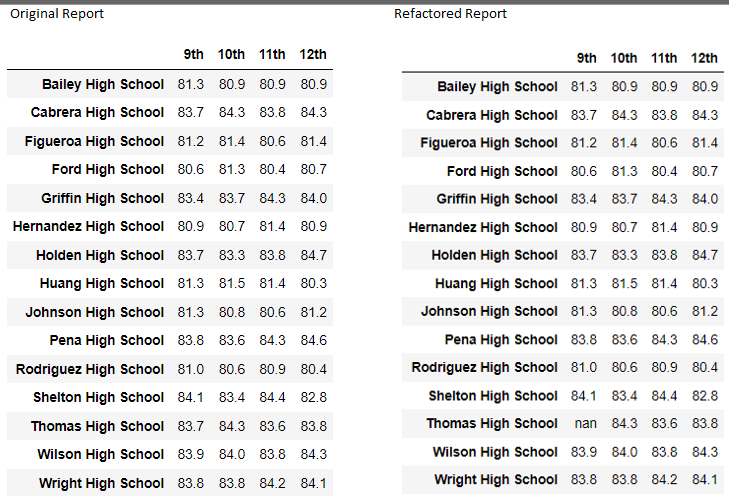 Original Report
9th 10th 11th 12th
Bailey High School 81.3 80.9 80.9 80.9
Cabrera High School 83.7 84.3 83.8 84.3
Figueroa High School 81.2 81.4 80.6 81.4
Ford High School 80.6 81.3 80.4 80.7
Griffin High School 83.4 83.7 84.3 84.0
Hernandez High School 80.9 80.7 81.4 80.9
Holden High School 83.7 83.3 83.8 84.7
Huang High School 81.3 81.5 81.4 80.3
Johnson High School 81.3 80.8 80.6 81.2
Pena High School 83.8 83.6 84.3 84.6
Rodriguez High School 81.0 80.6 80.9 80.4
Shelton High School 84.1 83.4 84.4 82.8
Thomas High School 83.7 84.3 83.6 83.8
Wilson High School 83.9 84.0 83.8 84.3
Wright High School 83.8 83.8 84.2 84.1
Refactored Report
9th 10th 11th 12th
Bailey High School 81.3 80.9 80.9 80.9
Cabrera High School 83.7 84.3 83.8 84.3
Figueroa High School 81.2 81.4 80.6 81.4
Ford High School 80.6 81.3 80.4 80.7
Griffin High School 83.4 83.7 84.3 84.0
Hernandez High School 80.9 80.7 81.4 80.9
Holden High School 83.7 83.3 83.8 84.7
Huang High School 81.3 81.5 81.4 80.3
Johnson High School 81.3 80.8 80.6 81.2
Pena High School 83.8 83.6 84.3 84.6
Rodriguez High School 81.0 80.6 80.9 80.4
Shelton High School 84.1 83.4 84.4 82.8
Thomas High School nan 84.3 83.6 83.8
Wilson High School 83.9 84.0 83.8 84.3
Wright High School 83.8 83.8 84.2 84.1